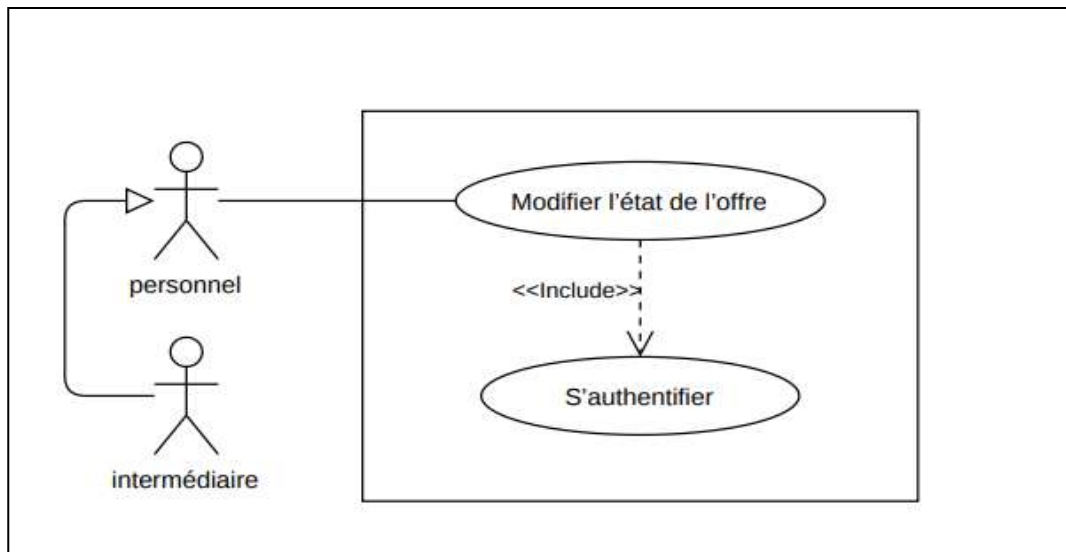 Modifier l’état de l’offre
personnel
<<Include>>
S’authentifier
intermédiaire